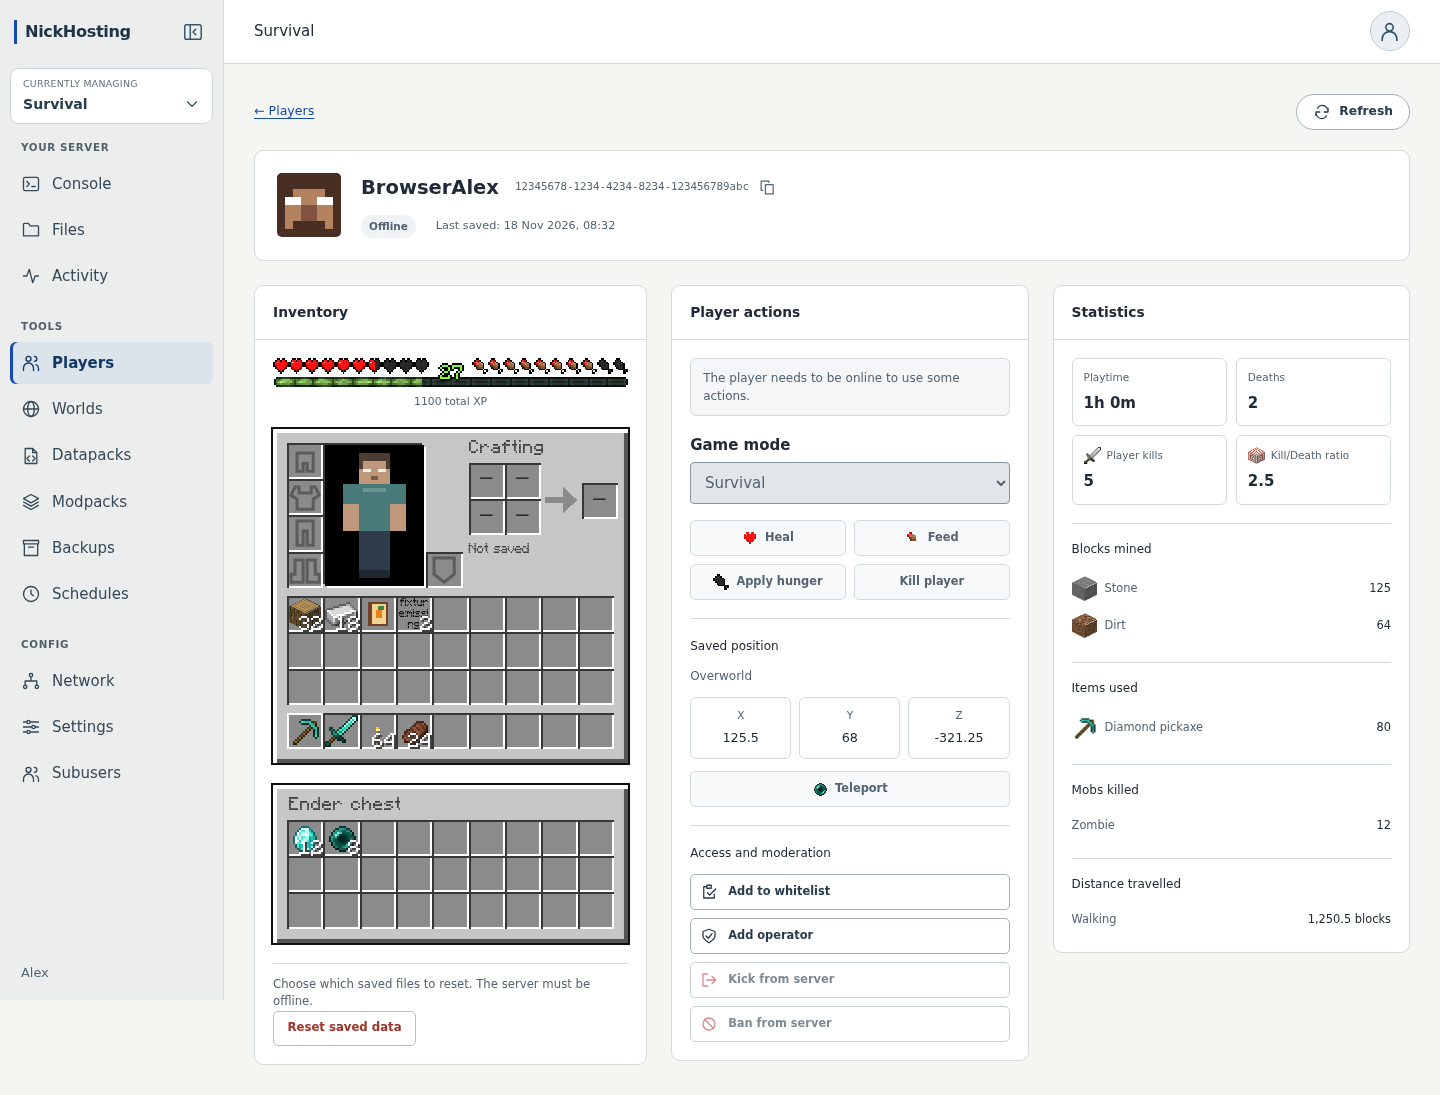 NickHosting
Survival
CURRENTLY MANAGING
Survival
YOUR SERVER
Console
Files
Activity
TOOLS
Players
Worlds
Datapacks
Modpacks
Backups
Schedules
CONFIG
Network
Settings
Subusers
Alex
← Players
Refresh
BrowserAlex 12345678-1234-4234-8234-123456789abc
Offline Last saved: 18 Nov 2026, 08:32
Inventory
27
1100 total XP
Crafting
Not saved
32 18 fixtur
e:missi
ng 2
64 24
Ender chest
12 8
Choose which saved files to reset. The server must be
offline.
Reset saved data
Player actions
The player needs to be online to use some
actions.
Game mode
Survival
Heal Feed
Apply hunger Kill player
Saved position
Overworld
X Y Z
125.5 68 -321.25
Teleport
Access and moderation
Add to whitelist
Add operator
Kick from server
Ban from server
Statistics
Playtime Deaths
1h 0m 2
Player kills Kill/Death ratio
5 2.5
Blocks mined
Stone 125
Dirt 64
Items used
Diamond pickaxe 80
Mobs killed
Zombie 12
Distance travelled
Walking 1,250.5 blocks